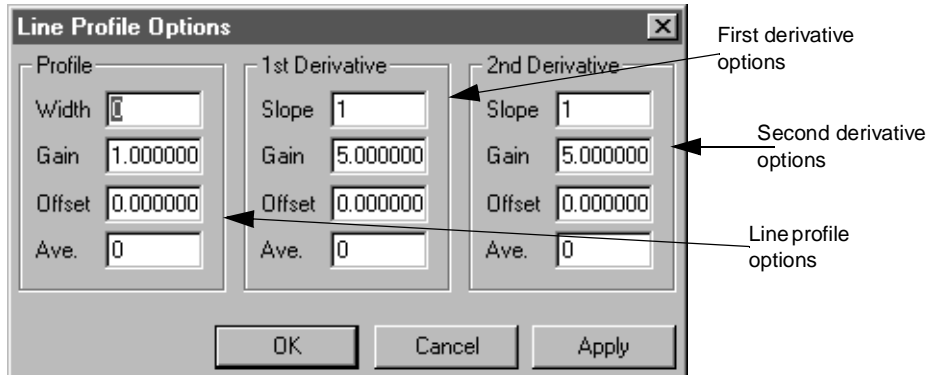 Line Profile Options
Profile
Width 0
Gain 1.000000
Offset 0.000000
Ave. 0
1st Derivative
Slope 1
Gain 5.000000
Offset 0.000000
Ave. 0
2nd Derivative
Slope 1
Gain 5.000000
Offset 0.000000
Ave. 0
OK Cancel Apply
First derivative
options
Second derivative
options
Line profile
options